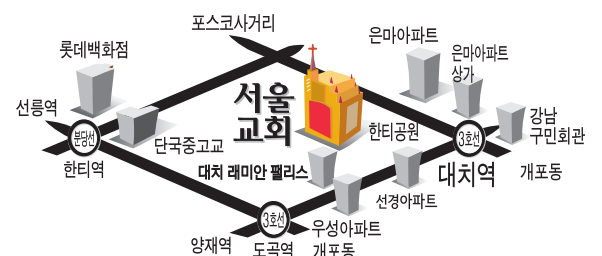 포스코사거리
롯데백화점
은마아파트
은마아파트
상가
선릉역
분당선
단국중고교
한티역
서울
교회
한티공원
강남
구민회관
3호선
대치역
개포동
대치 래미안 팰리스
선경아파트
3호선
양재역
도곡역
우성아파트
개포동